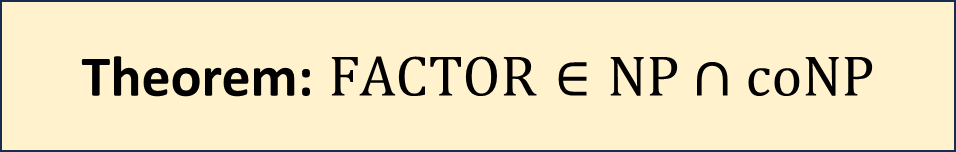 Theorem: FACTOR ∈ NP ∩ coNP